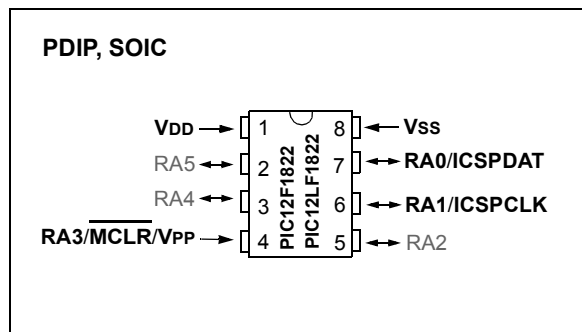 PDIP, SOIC
VDD 1 8 VSS
RA5 2 7 RA0/ICSPDAT
RA4 3 6 RA1/ICSPCLK
RA3/MCLR/VPP 4 5 RA2
PIC12F1822
PIC12LF1822